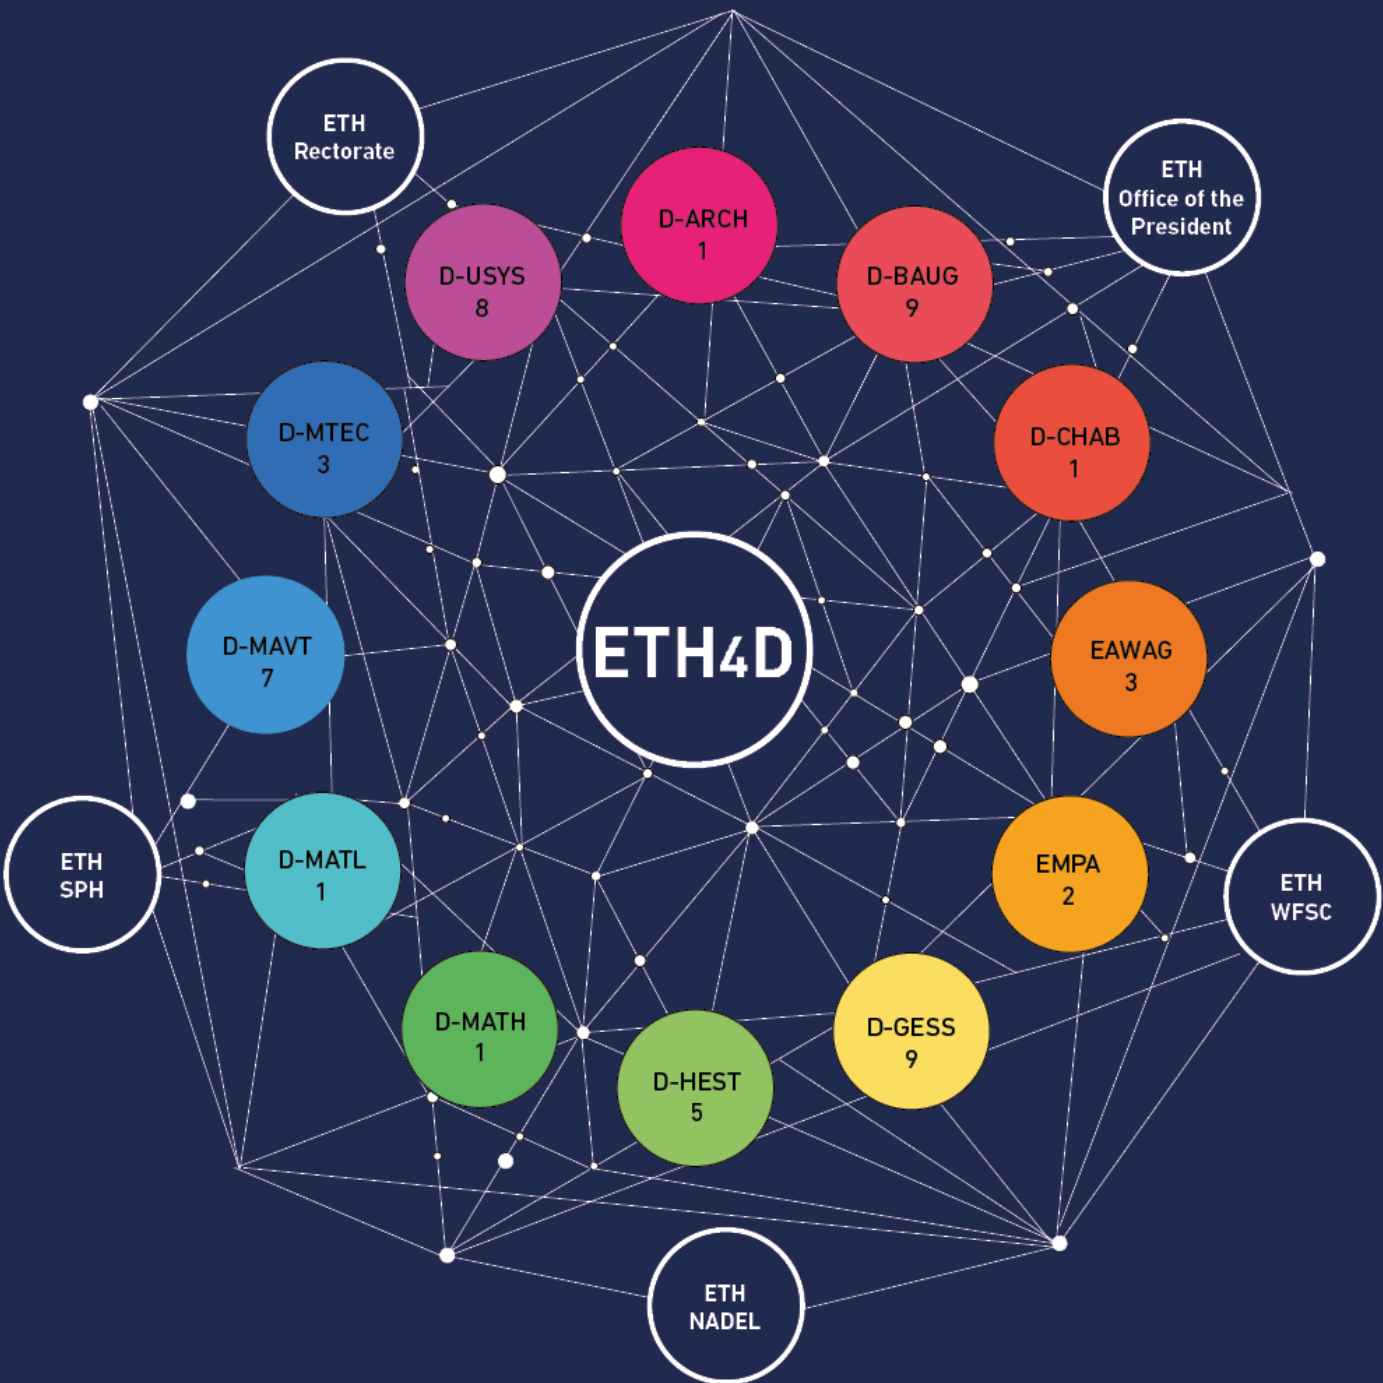 ETH
Rectorate
ETH
Office of the
President
D-ARCH
1
D-USYS
8
D-BAUG
9
D-MTEC
3
D-CHAB
1
ETH4D
D-MAVT
7
EAWAG
3
ETH
SPH
D-MATL
1
EMPA
2
ETH
WFSC
D-MATH
1
D-GESS
9
D-HEST
5
ETH
NADEL